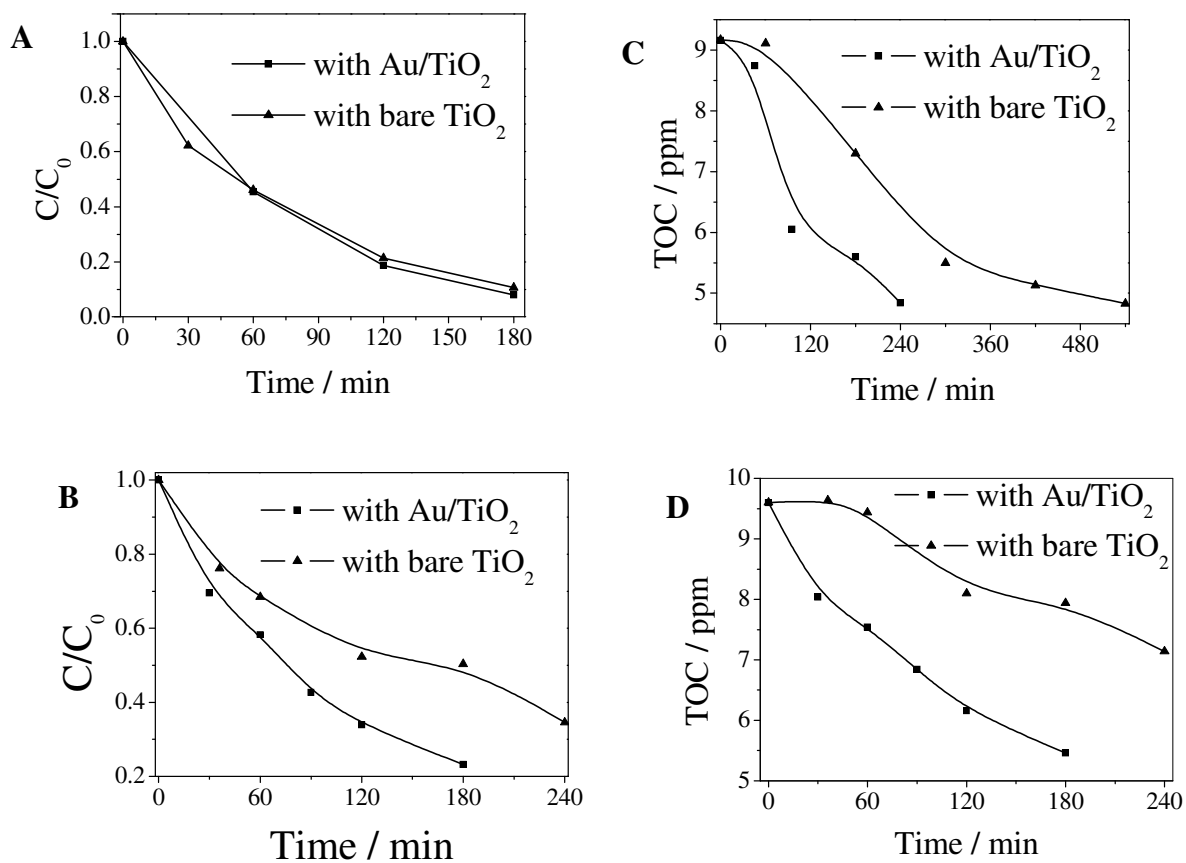 A
1.0
0.8
0.6
0.4
0.2
0.0
C/C₀
with Au/TiO₂
with bare TiO₂
0 30 60 90 120 150 180
Time / min
C
9
8
7
6
5
TOC / ppm
with Au/TiO₂
with bare TiO₂
0 120 240 360 480
Time / min
B
1.0
0.8
0.6
0.4
0.2
C/C₀
with Au/TiO₂
with bare TiO₂
0 60 120 180 240
Time / min
D
10
9
8
7
6
5
TOC / ppm
with Au/TiO₂
with bare TiO₂
0 60 120 180 240
Time / min